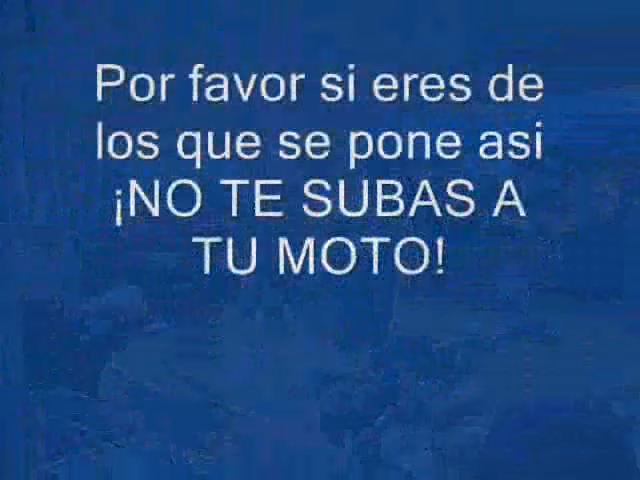 Por favor si eres de
los que se pone asi
¡NO TE SUBAS A
TU MOTO!